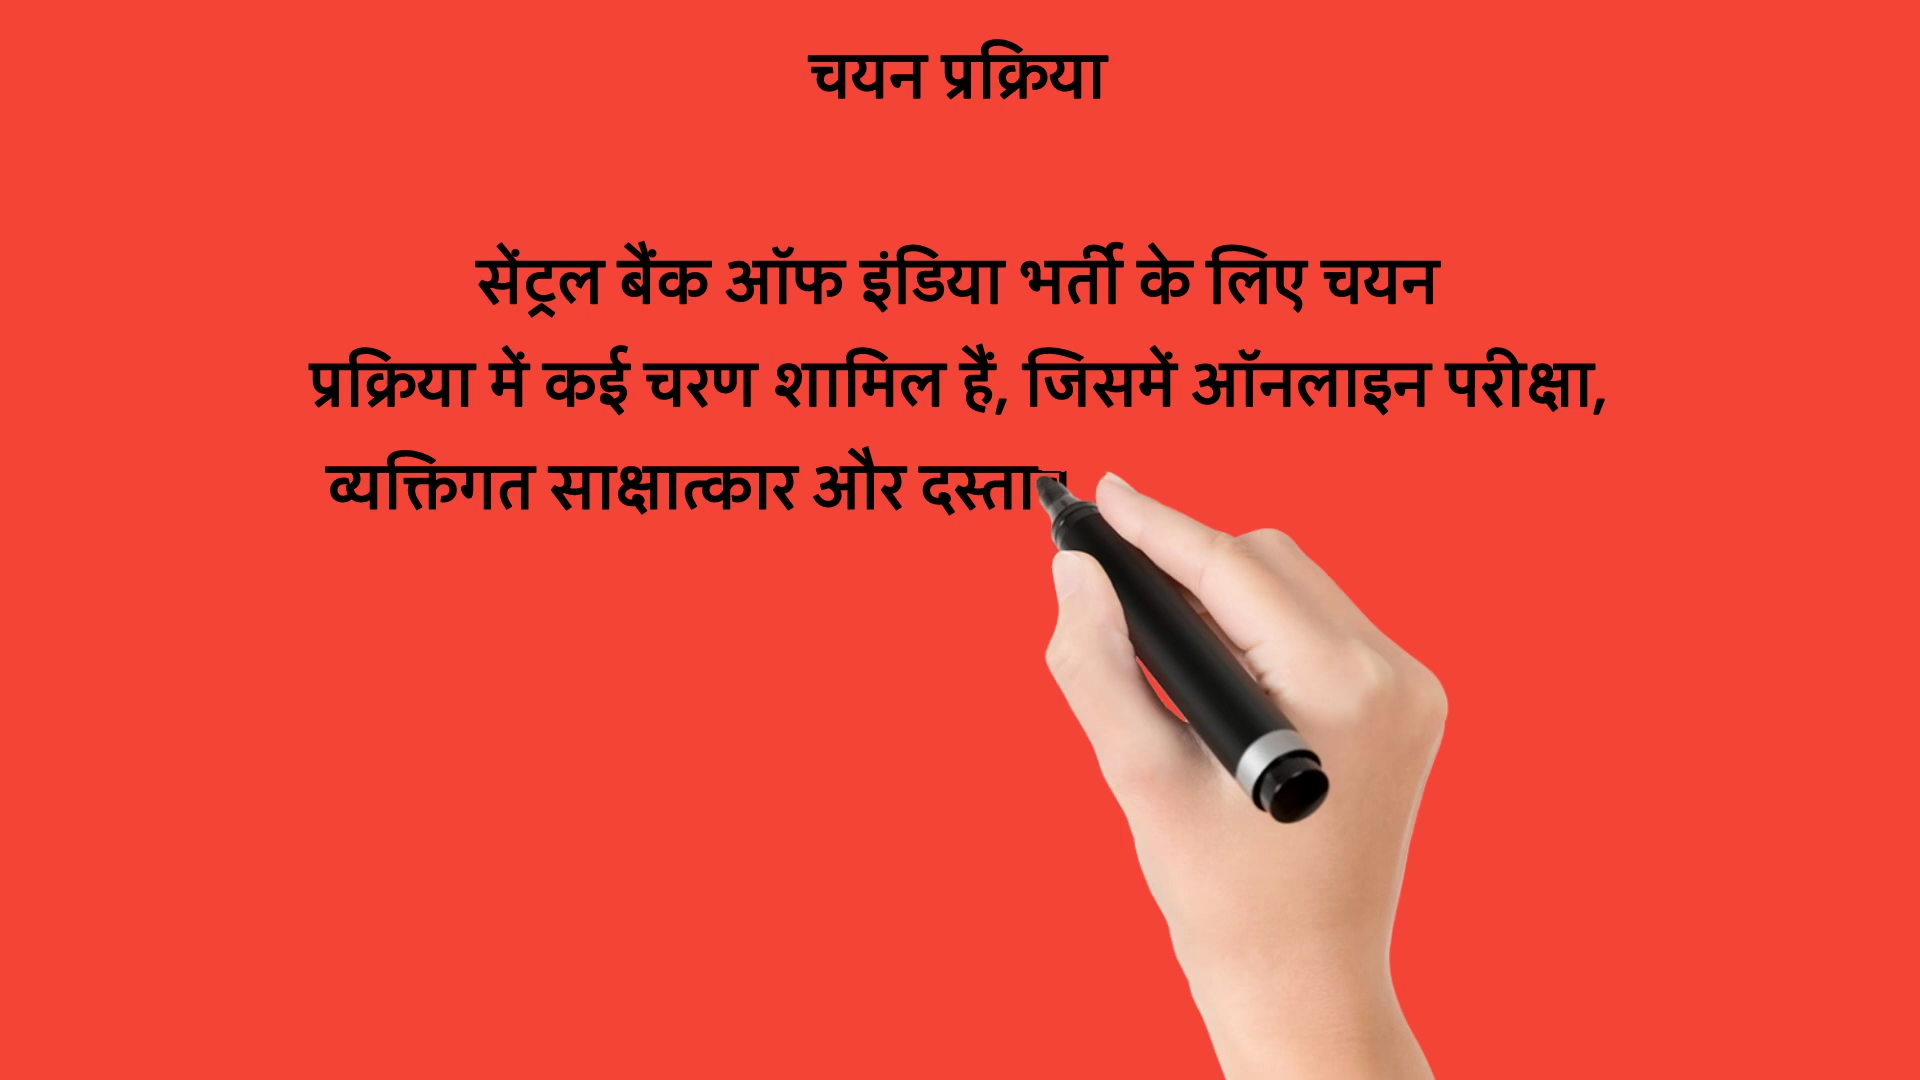 चयन प्रक्रिया
सेंट्रल बैंक ऑफ इंडिया भर्ती के लिए चयन
प्रक्रिया में कई चरण शामिल हैं, जिसमें ऑनलाइन परीक्षा,
व्यक्तिगत साक्षात्कार और